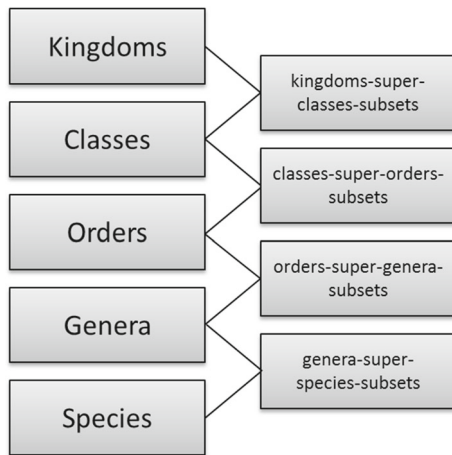 Kingdoms
kingdoms-super-
classes-subsets
Classes
classes-super-orders-
subsets
Orders
orders-super-genera-
subsets
Genera
genera-super-
species-subsets
Species